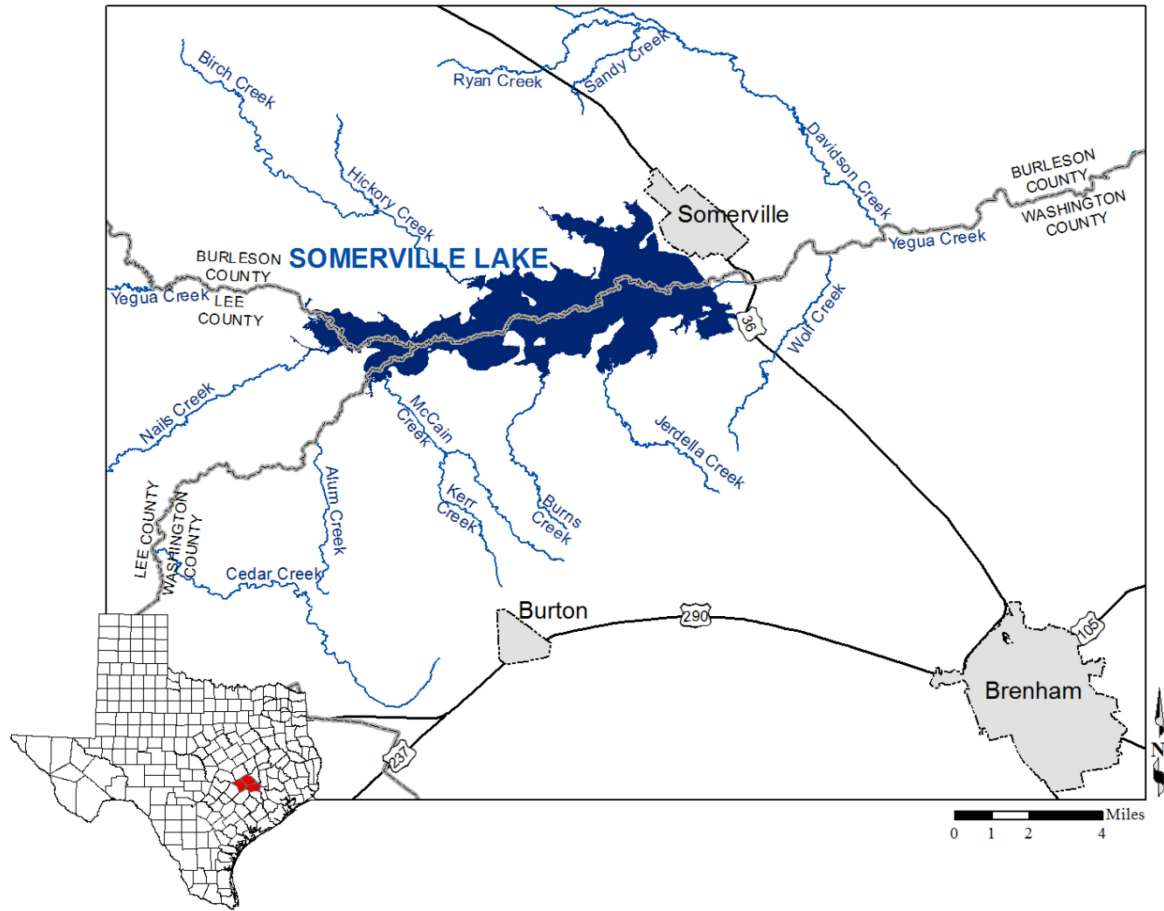 Birch Creek
Ryan Creek
Sandy Creek
Davidson Creek
Hickory Creek
BURLESON
COUNTY
WASHINGTON
COUNTY
Somerville
Yegua Creek
SOMERVILLE LAKE
BURLESON
COUNTY
LEE
COUNTY
Yegua Creek
36
Wolf Creek
Nails Creek
McCain
Creek
Jerdella Creek
Alum Creek
Kerr
Creek
Burns
Creek
LEE COUNTY
WASHINGTON
COUNTY
Cedar Creek
Burton
290
105
Brenham
237
N
Miles
0 1 2 4